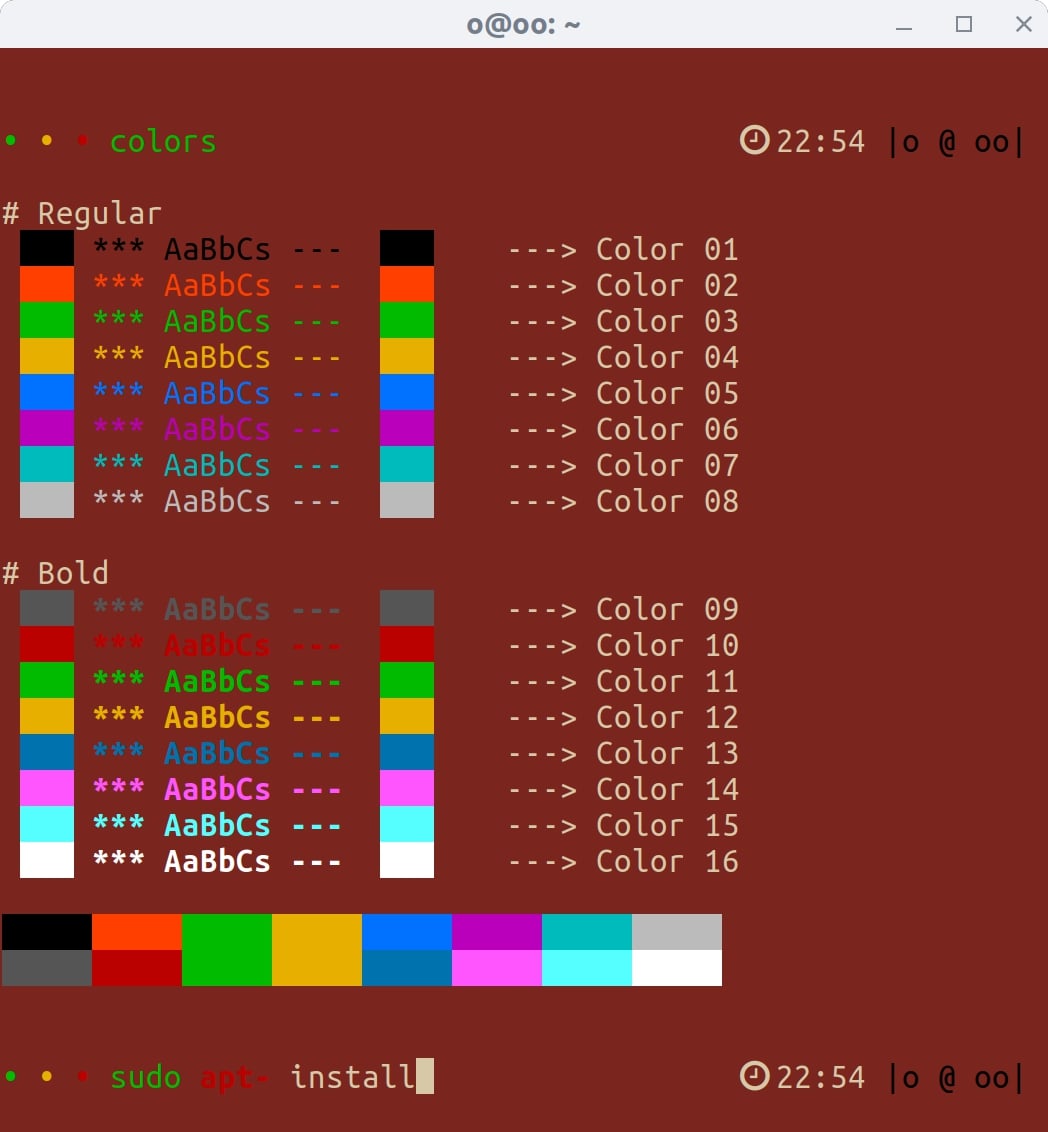 o@oo: ~
• • • colors 22:54 |o @ oo|
# Regular
*** AaBbCs --- ---> Color 01
*** AaBbCs --- ---> Color 02
*** AaBbCs --- ---> Color 03
*** AaBbCs --- ---> Color 04
*** AaBbCs --- ---> Color 05
*** AaBbCs --- ---> Color 06
*** AaBbCs --- ---> Color 07
*** AaBbCs --- ---> Color 08
# Bold
*** AaBbCs --- ---> Color 09
*** AaBbCs --- ---> Color 10
*** AaBbCs --- ---> Color 11
*** AaBbCs --- ---> Color 12
*** AaBbCs --- ---> Color 13
*** AaBbCs --- ---> Color 14
*** AaBbCs --- ---> Color 15
*** AaBbCs --- ---> Color 16
• • • sudo apt- install 22:54 |o @ oo|